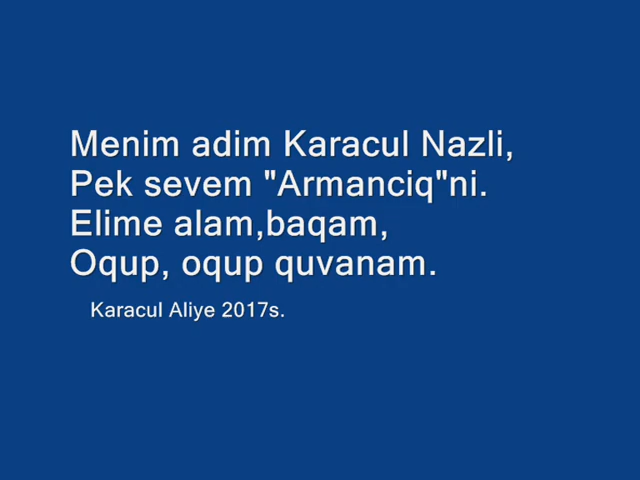 Menim adim Karacul Nazli,
Pek sevem "Armanciq"ni.
Elime alam,baqam,
Oqup, oqup quvanam.
Karacul Aliye 2017s.